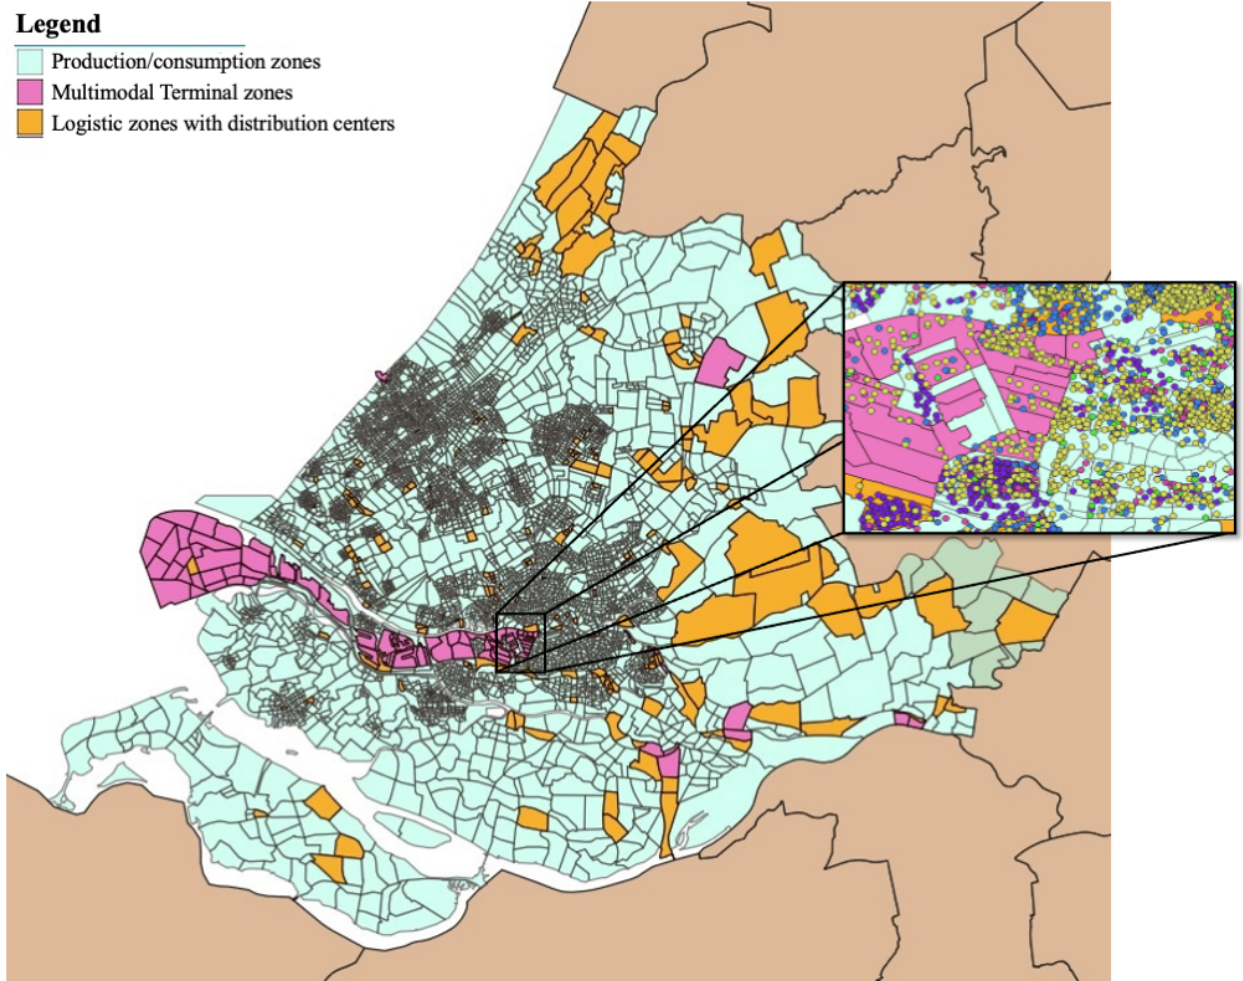 Legend
Production/consumption zones
Multimodal Terminal zones
Logistic zones with distribution centers